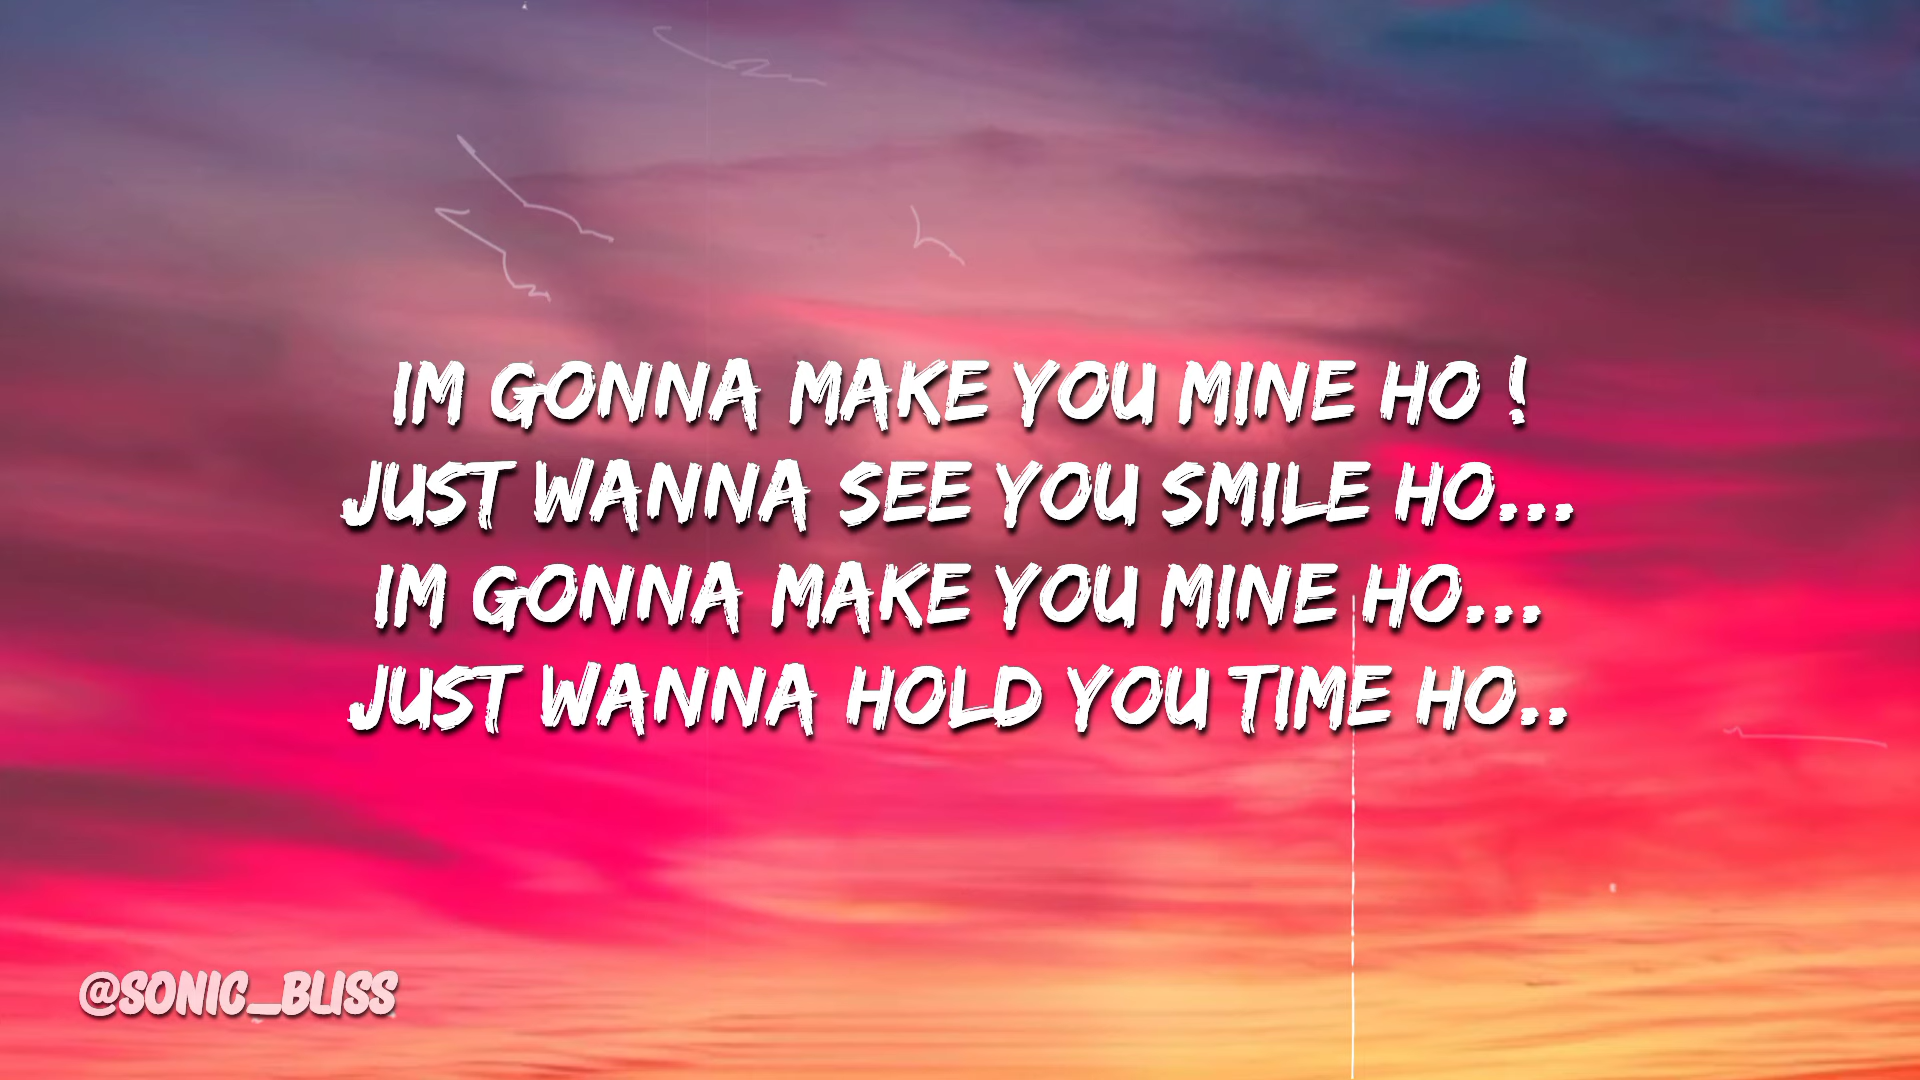 IM GONNA MAKE YOU MINE HO !
JUST WANNA SEE YOU SMILE HO...
IM GONNA MAKE YOU MINE HO...
JUST WANNA HOLD YOU TIME HO..
@SONIC_BLISS